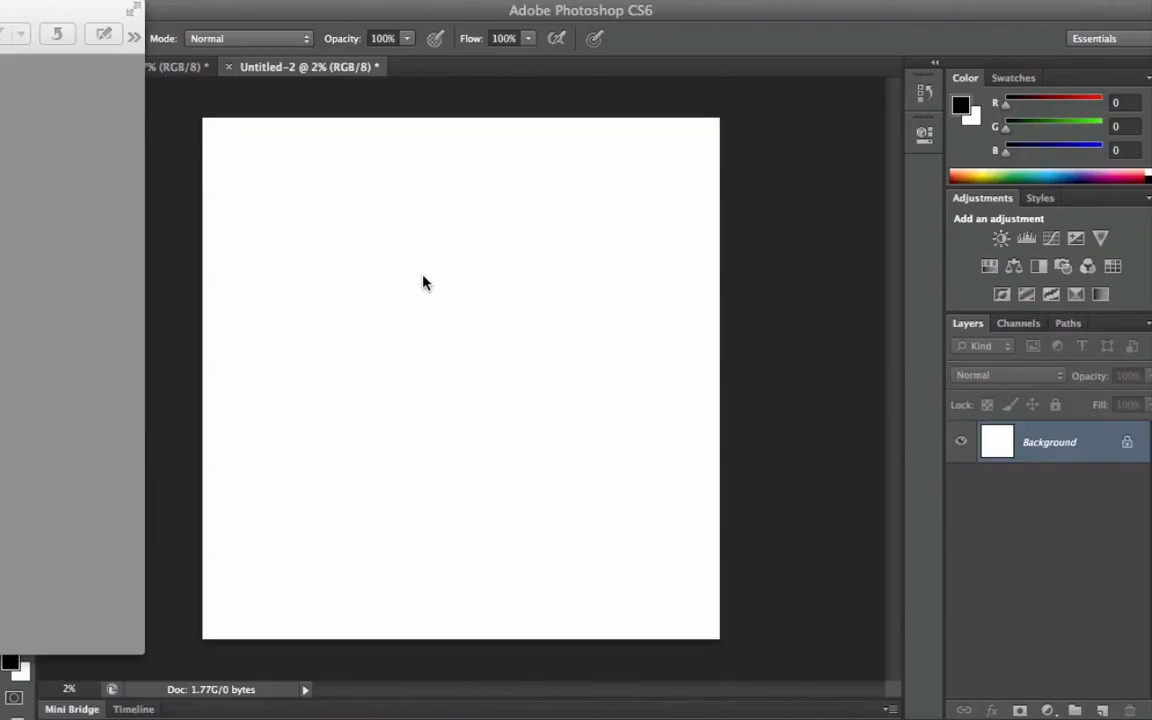 Adobe Photoshop CS6
Mode: Normal Opacity: 100% Flow: 100% Essentials
% (RGB/8) * × Untitled-2 @ 2% (RGB/8) *
Color Swatches
R 0
G 0
B 0
Adjustments Styles
Add an adjustment
Layers Channels Paths
Kind
Normal Opacity: 100%
Lock: Fill: 100%
Background
2% Doc: 1.77G/0 bytes
Mini Bridge Timeline